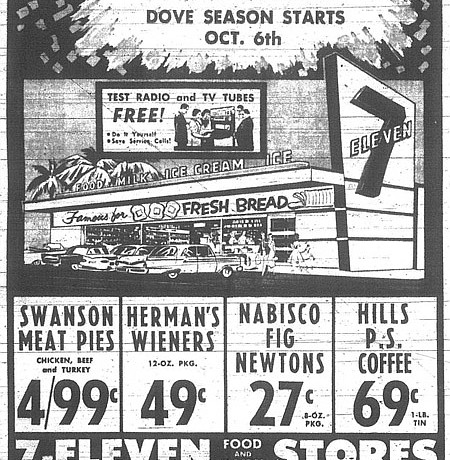 DOVE SEASON STARTS
OCT. 6th
TEST RADIO and TV TUBES
FREE!
• Do It Yourself
• Save Service Calls!
7
ELEVEN
FOOD MILK ICE CREAM ICE
Famous for FRESH BREAD
SWANSON
MEAT PIES
CHICKEN, BEEF
and TURKEY
4/99c
HERMAN'S
WIENERS
12-OZ. PKG.
49c
NABISCO
FIG
NEWTONS
27c
8-OZ.
PKG.
HILLS
P.S.
COFFEE
69c
1-LB.
TIN
7-ELEVEN FOOD AND STORES